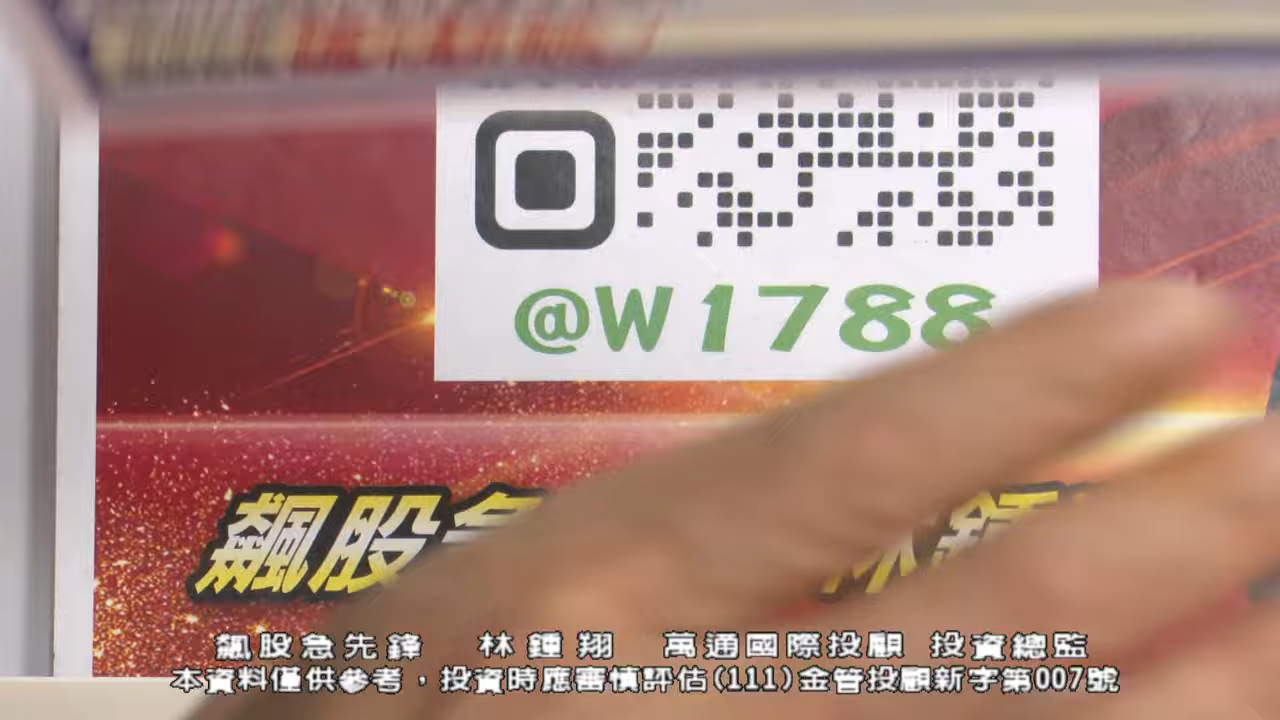 @W1788
飆股
飆股急先鋒 林鍾翔 萬通國際投顧 投資總監
本資料僅供參考，投資時應審慎評估(111)金管投顧新字第007號